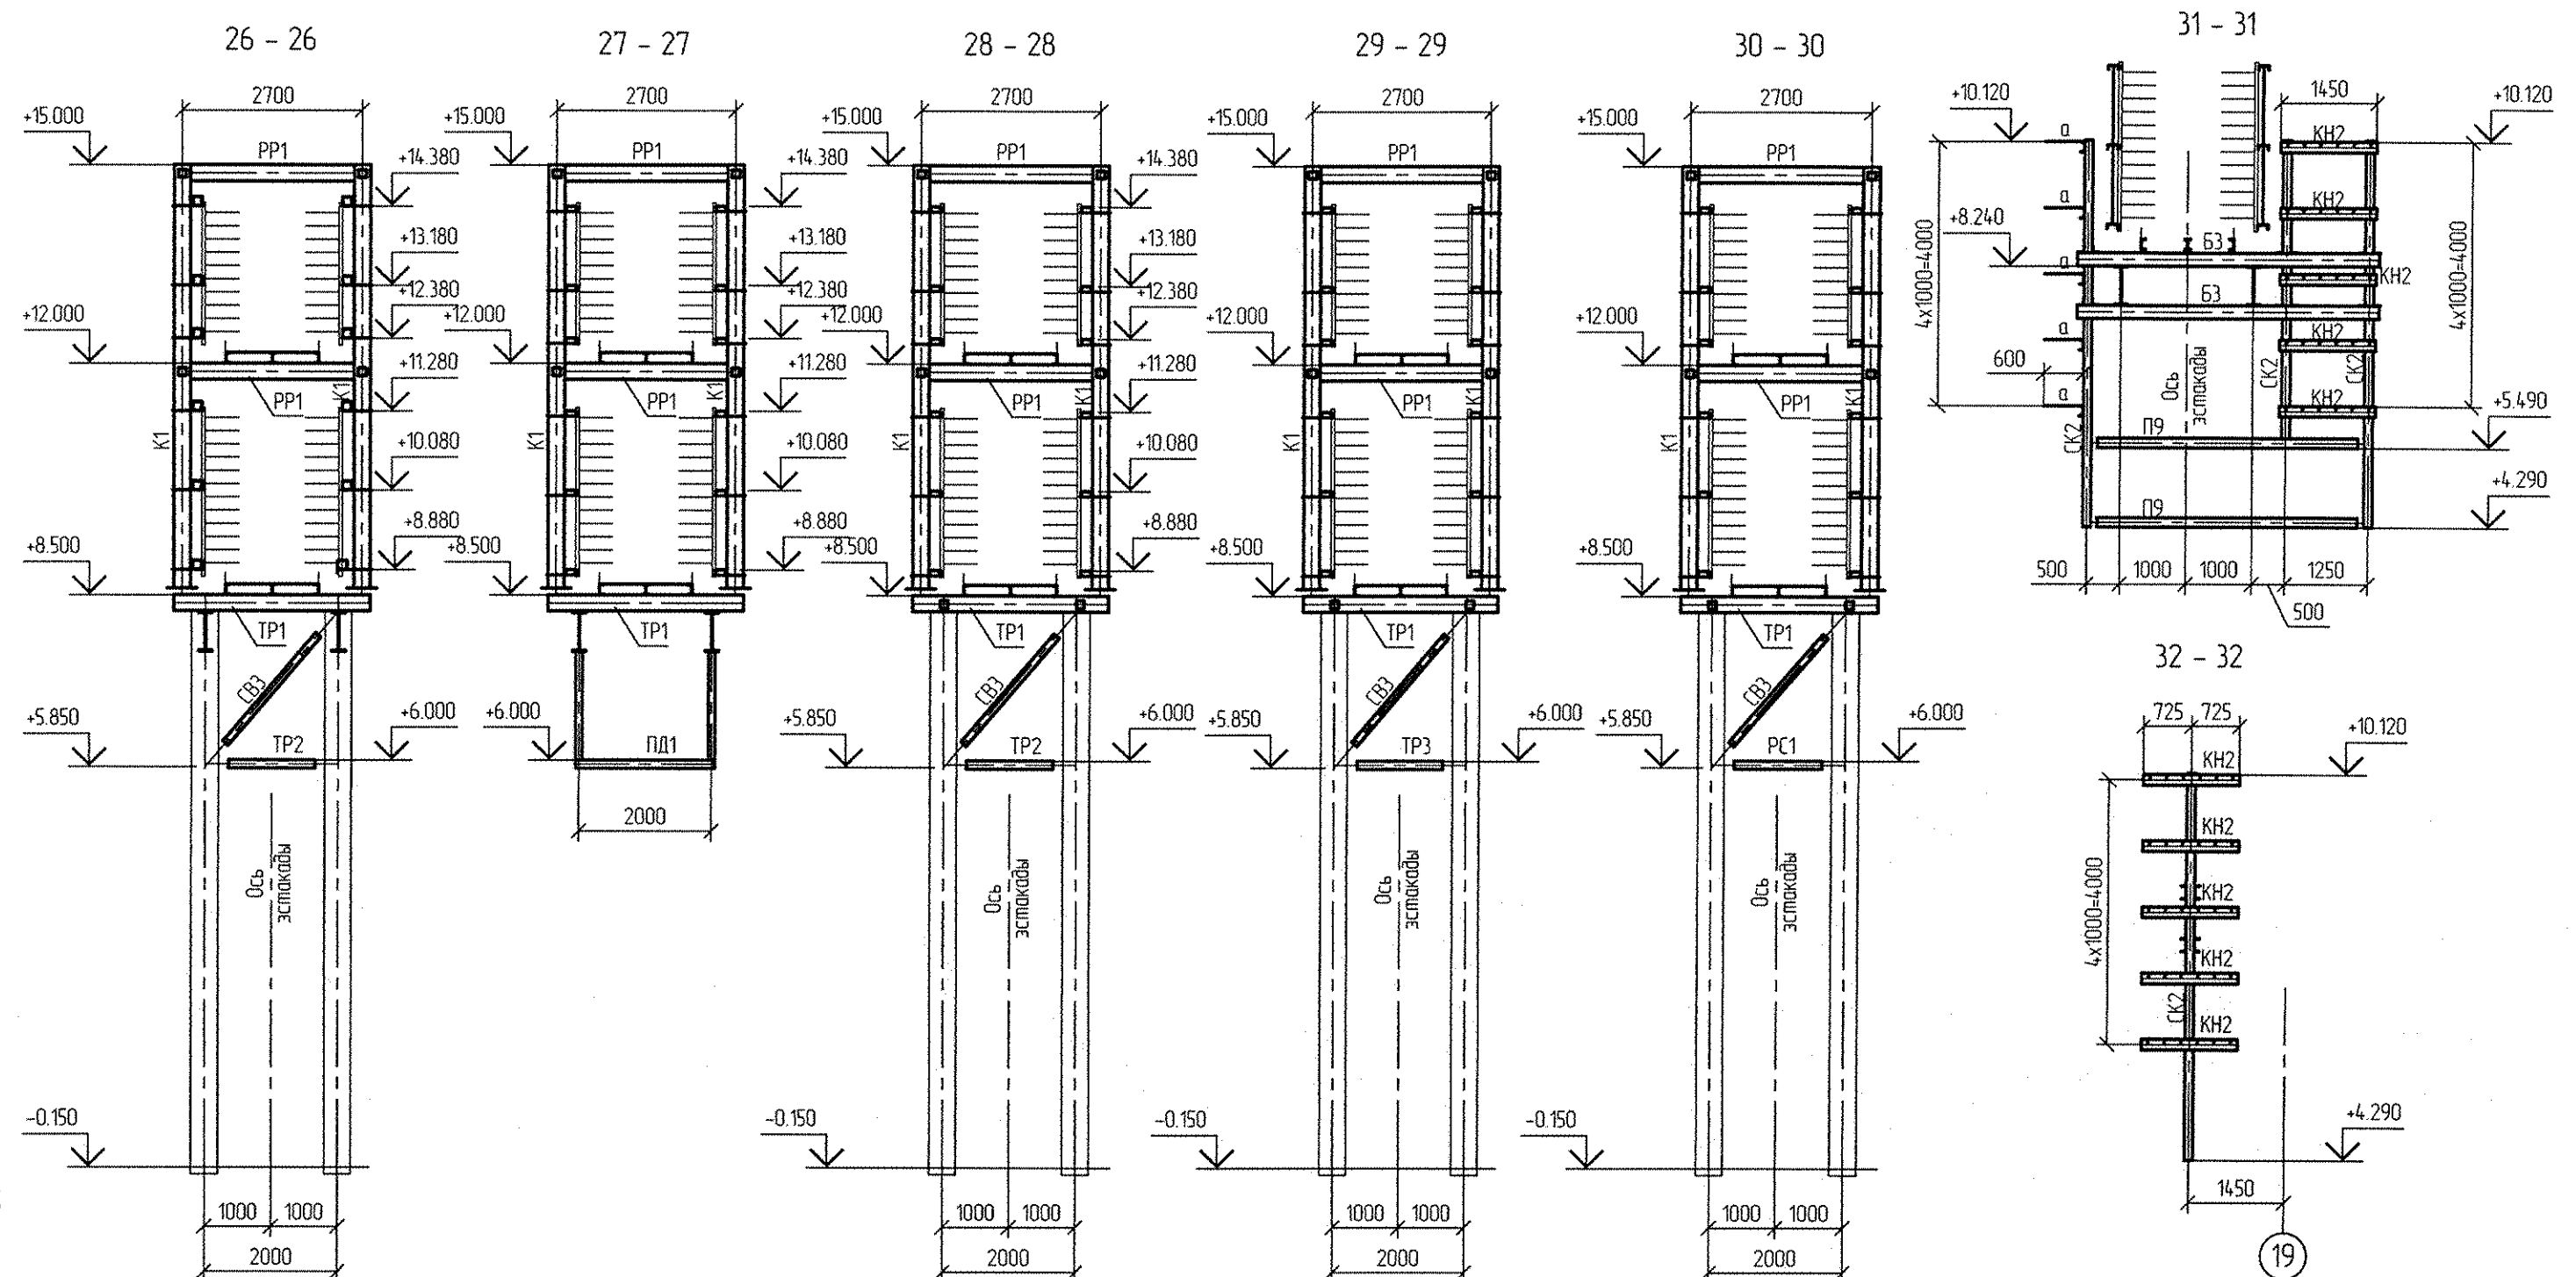 26 – 26
2700
+15.000
РР1
+14.380
+13.180
+12.380
+12.000
К1
+11.280
РР1
К1
+10.080
+8.880
+8.500
ТР1
СВ3
+5.850
+6.000
ТР2
Ось
эстакады
-0.150
1000
1000
2000
27 – 27
2700
+15.000
РР1
+14.380
+13.180
+12.380
+12.000
К1
+11.280
РР1
+10.080
+8.880
+8.500
ТР1
+6.000
ПД1
2000
28 – 28
2700
+15.000
РР1
+14.380
+13.180
+12.380
+12.000
К1
+11.280
РР1
К1
+10.080
+8.880
+8.500
ТР1
СВ3
+5.850
+6.000
ТР2
Ось
эстакады
-0.150
1000
1000
2000
29 – 29
2700
+15.000
РР1
+12.000
К1
РР1
К1
+8.500
ТР1
СВ3
+5.850
+6.000
ТР3
Ось
эстакады
-0.150
1000
1000
2000
30 – 30
2700
+15.000
РР1
+12.000
К1
РР1
К1
+8.500
ТР1
СВ3
+5.850
+6.000
РС1
Ось
эстакады
-0.150
1000
1000
2000
31 – 31
+10.120
1450
+10.120
а
КН2
а
КН2
+8.240
Б3
4х1000=4000
4х1000=4000
а
КН2
Б3
а
КН2
600
Ось
эстакады
СК2
СК2
а
КН2
+5.490
СК2
П9
+4.290
П9
500
1000
1000
1250
500
32 – 32
725
725
+10.120
КН2
КН2
4х1000=4000
КН2
КН2
СК2
КН2
+4.290
1450
19